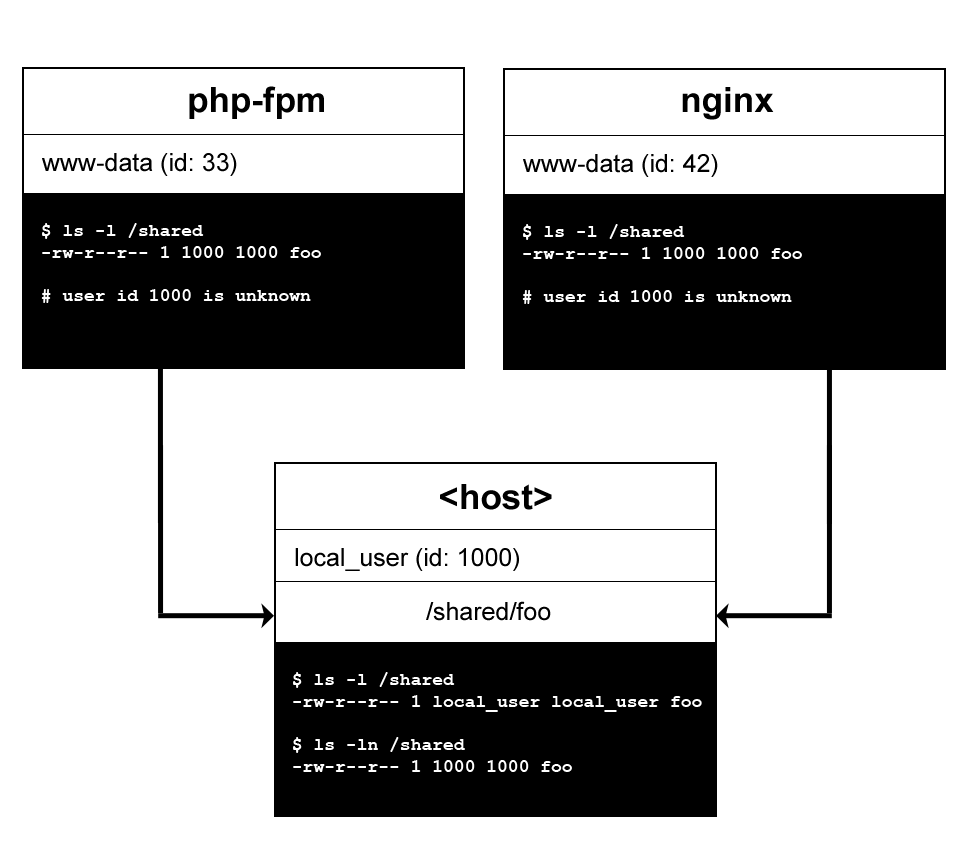 php-fpm
www-data (id: 33)
$ ls -l /shared
-rw-r--r-- 1 1000 1000 foo
# user id 1000 is unknown
nginx
www-data (id: 42)
$ ls -l /shared
-rw-r--r-- 1 1000 1000 foo
# user id 1000 is unknown
<host>
local_user (id: 1000)
/shared/foo
$ ls -l /shared
-rw-r--r-- 1 local_user local_user foo
$ ls -ln /shared
-rw-r--r-- 1 1000 1000 foo